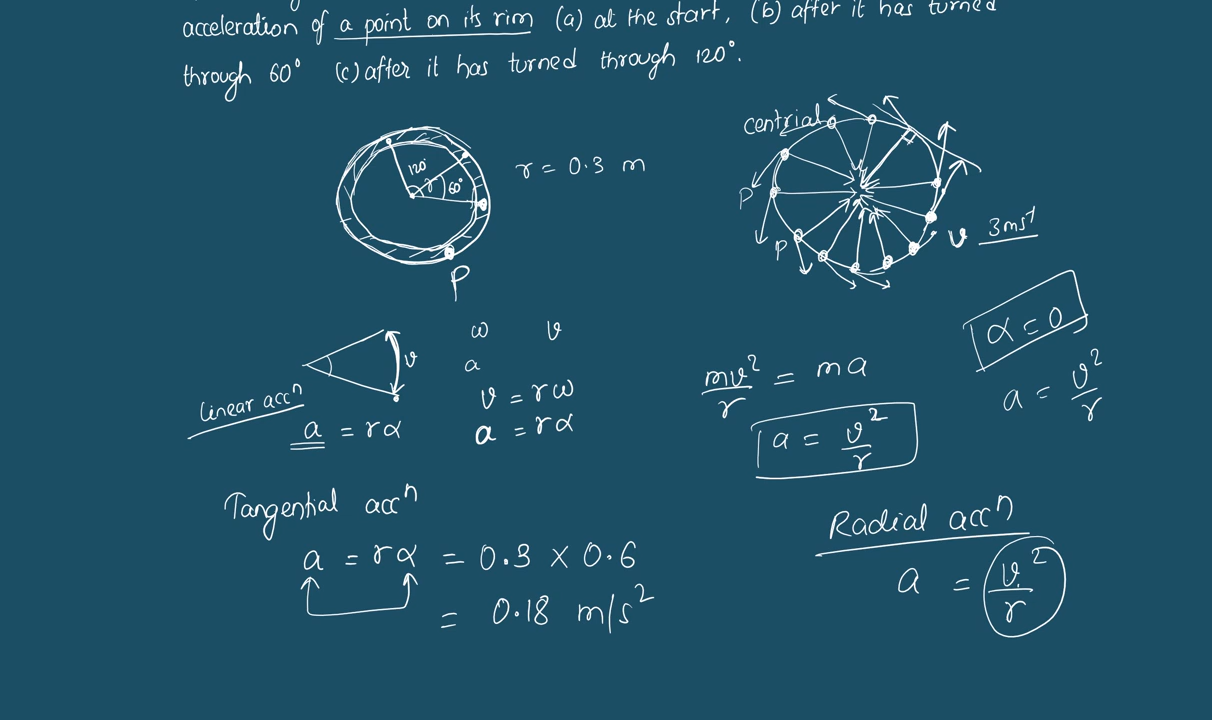 acceleration of a point on its rim (a) at the start, (b) after it has turned
through 60° (c) after it has turned through 120°.
120°
r
60°
r = 0.3 m
P
centrial
P
P
v 3ms⁻¹
v
ω v
a
v = rω
a = rα
Linear accⁿ
a = rα
mv²/r = ma
a = v²/r
α = 0
a = v²/r
Tangential accⁿ
a = rα = 0.3 × 0.6
= 0.18 m/s²
Radial accⁿ
a = v²/r